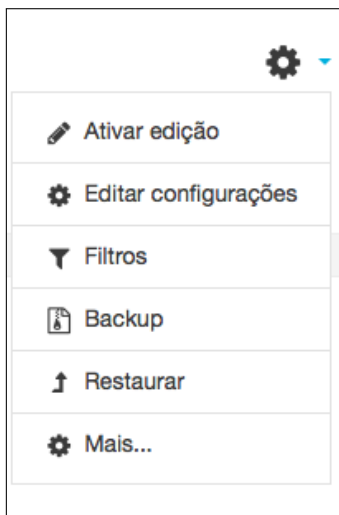 Ativar edição
Editar configurações
Filtros
Backup
Restaurar
Mais...